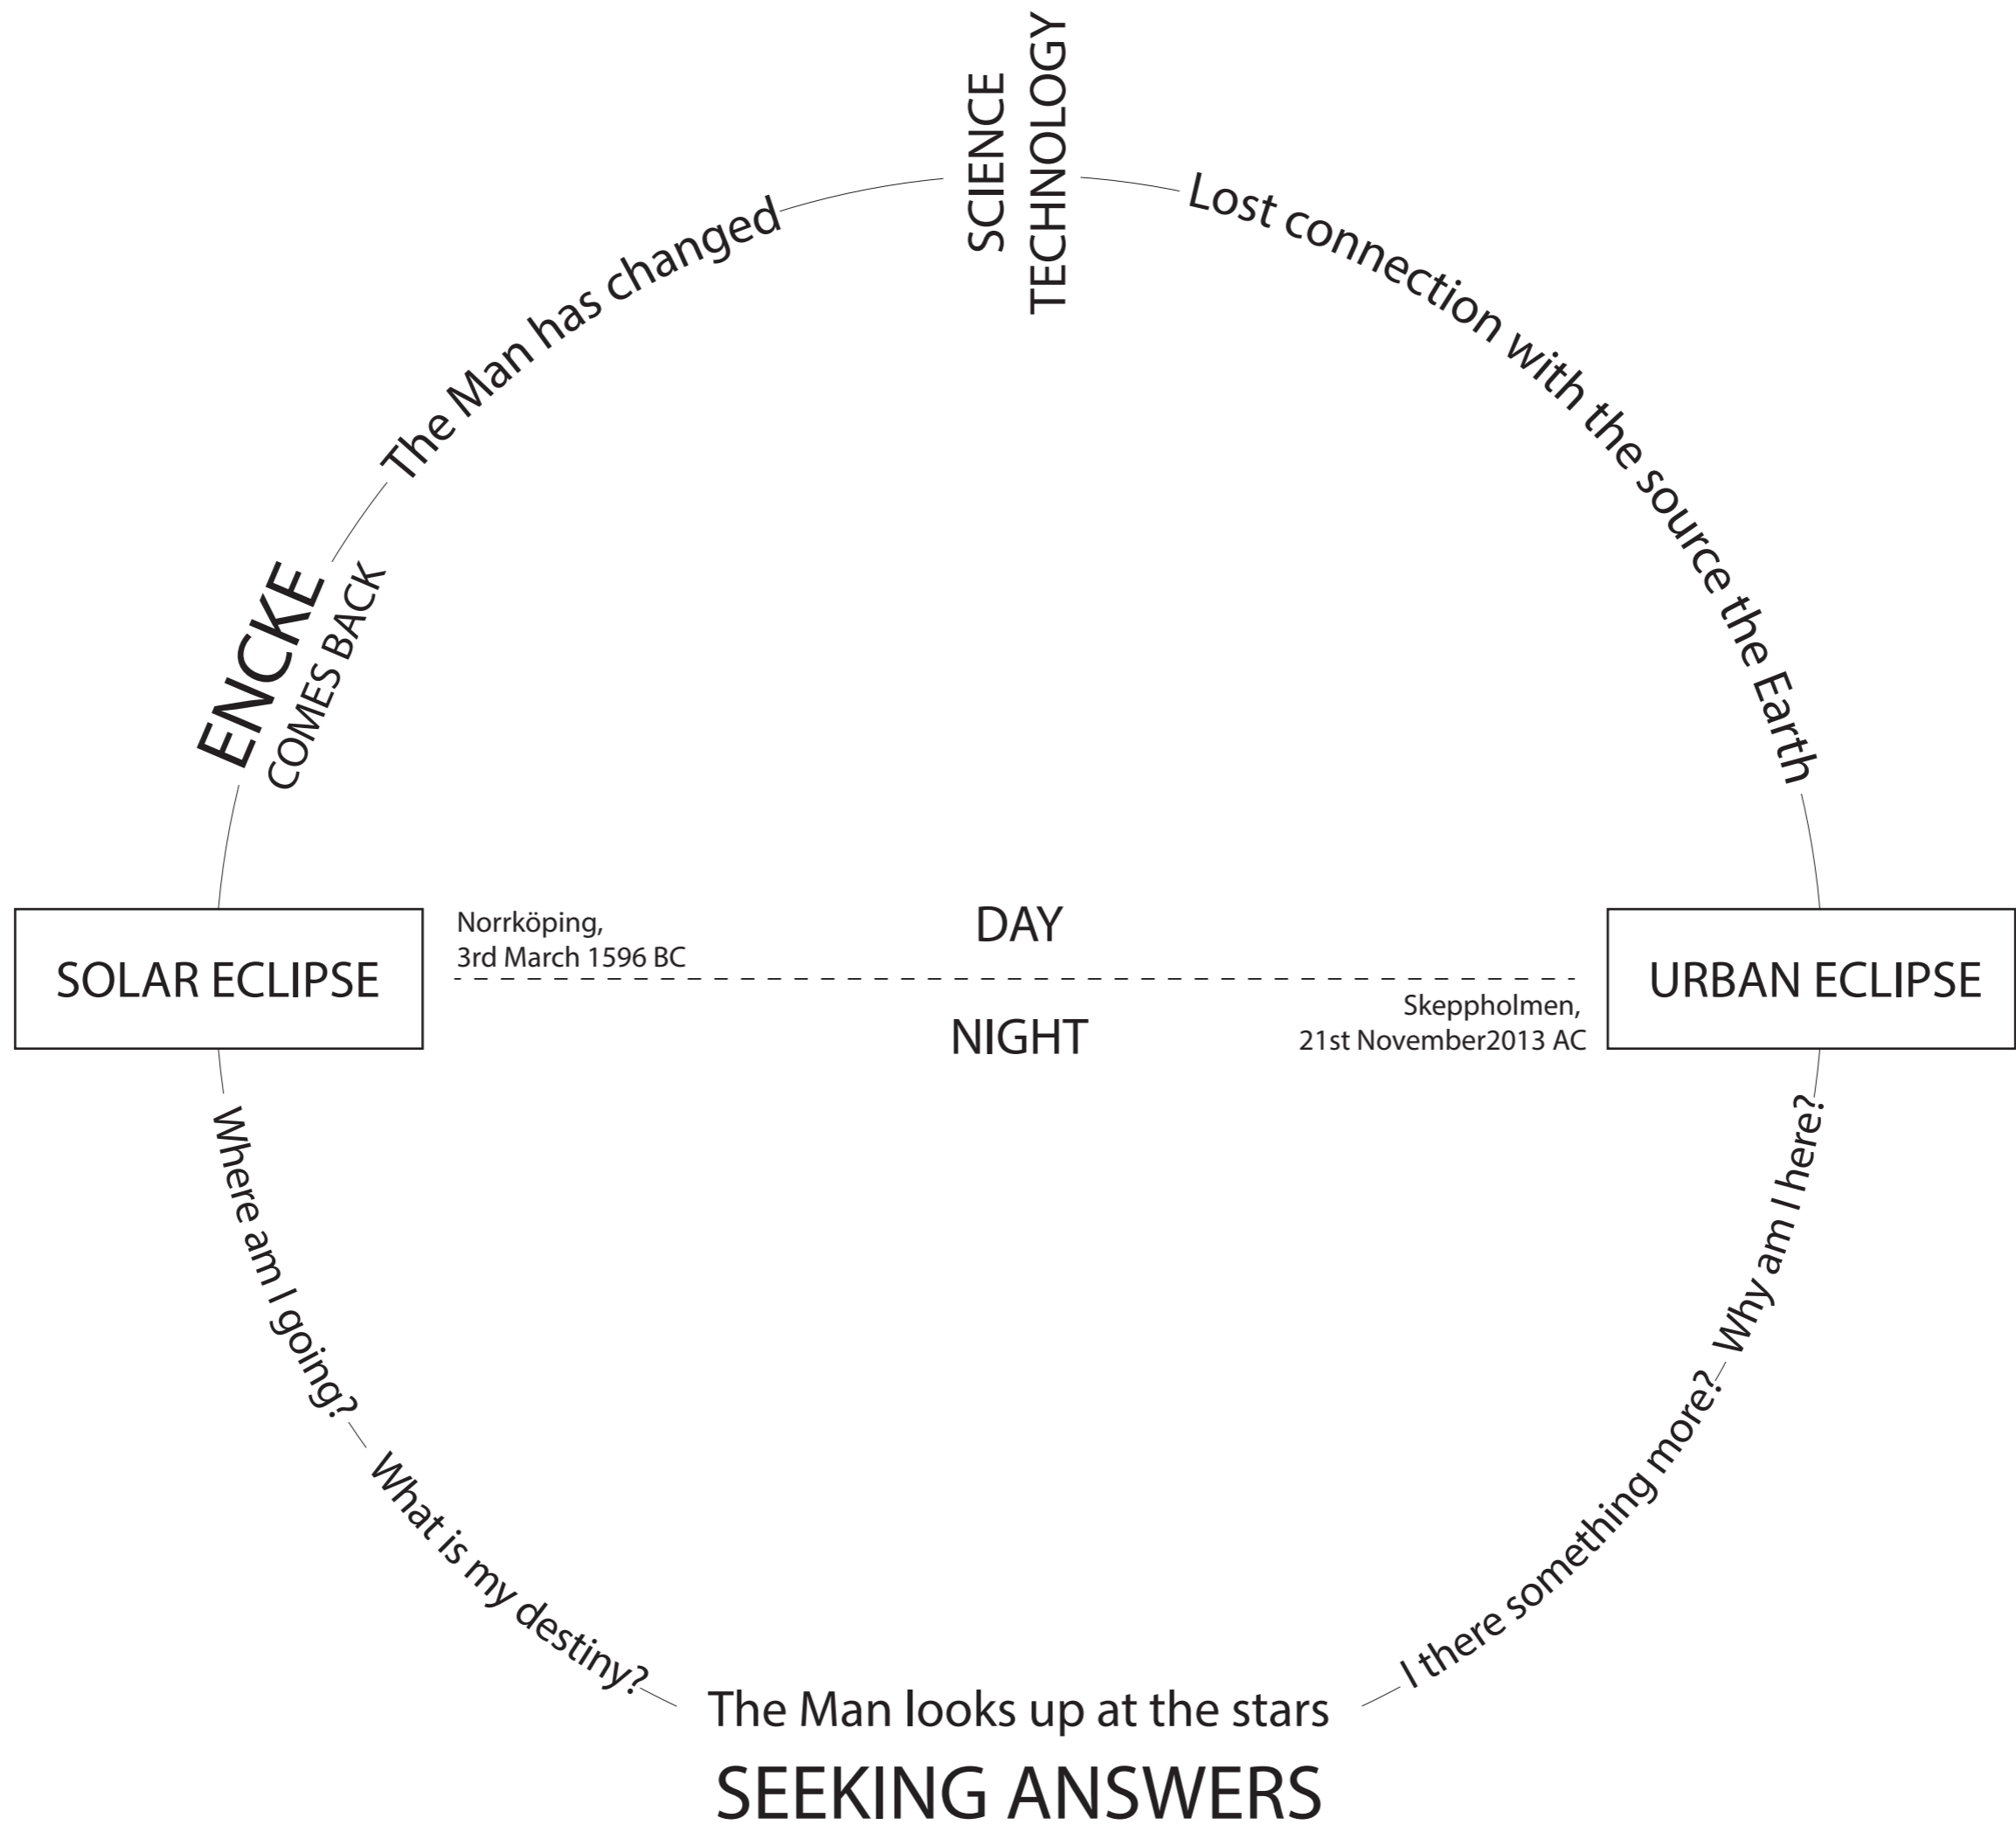 SCIENCE
TECHNOLOGY
The Man has changed
Lost connection with the source the Earth
ENCKE
COMES BACK
SOLAR ECLIPSE
Norrköping,
3rd March 1596 BC
DAY
NIGHT
Skeppholmen,
21st November2013 AC
URBAN ECLIPSE
Where am I going?
What is my destiny?
The Man looks up at the stars
SEEKING ANSWERS
I there something more?
Why am I here?